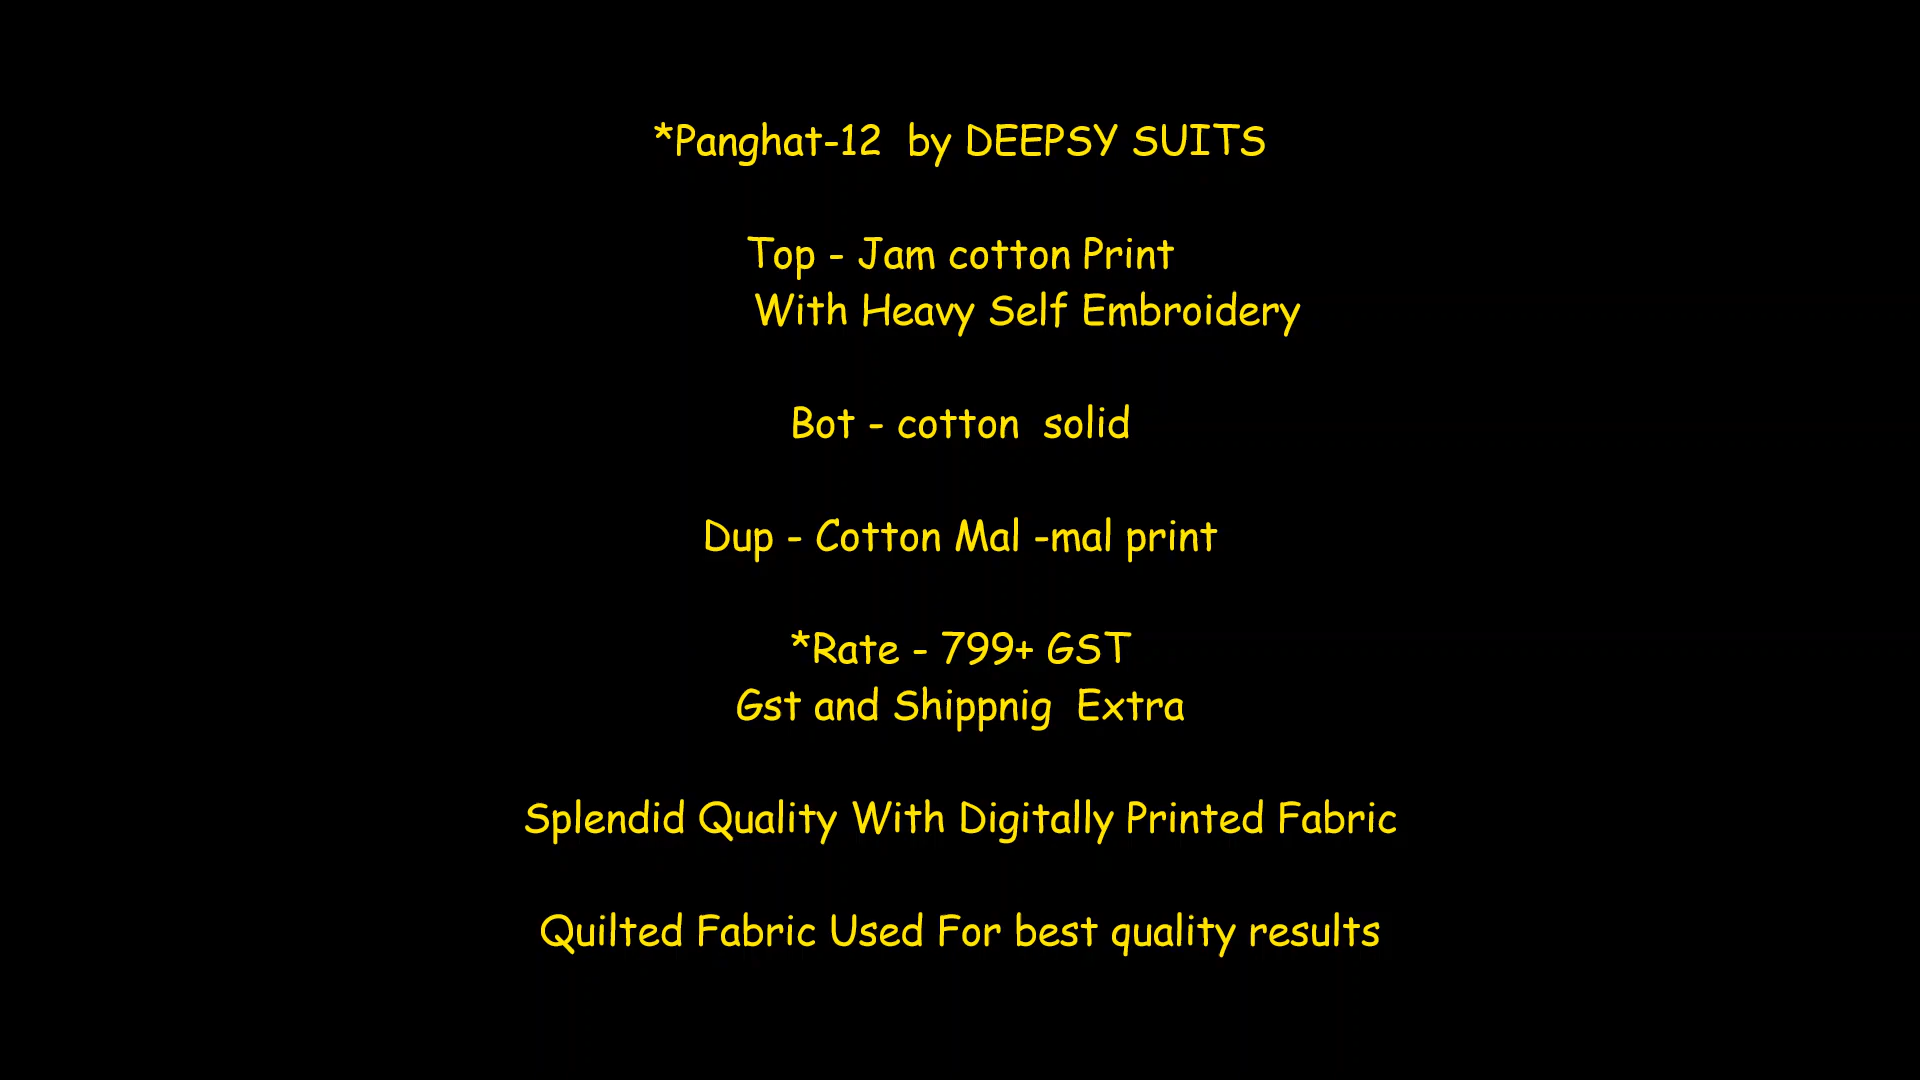 *Panghat-12  by DEEPSY SUITS
Top - Jam cotton Print
With Heavy Self Embroidery
Bot - cotton  solid
Dup - Cotton Mal -mal print
*Rate - 799+ GST
Gst and Shippnig  Extra
Splendid Quality With Digitally Printed Fabric
Quilted Fabric Used For best quality results